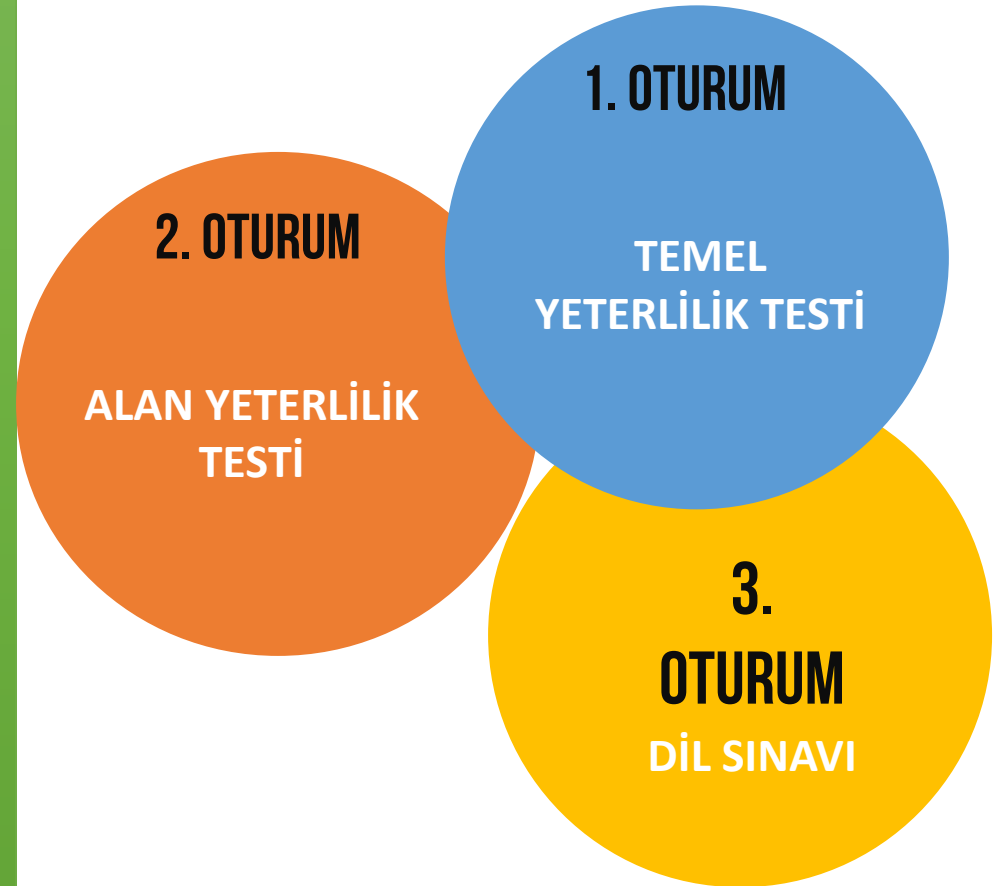 1. OTURUM
TEMEL
YETERLİLİK TESTİ
2. OTURUM
ALAN YETERLİLİK
TESTİ
3.
OTURUM
DİL SINAVI